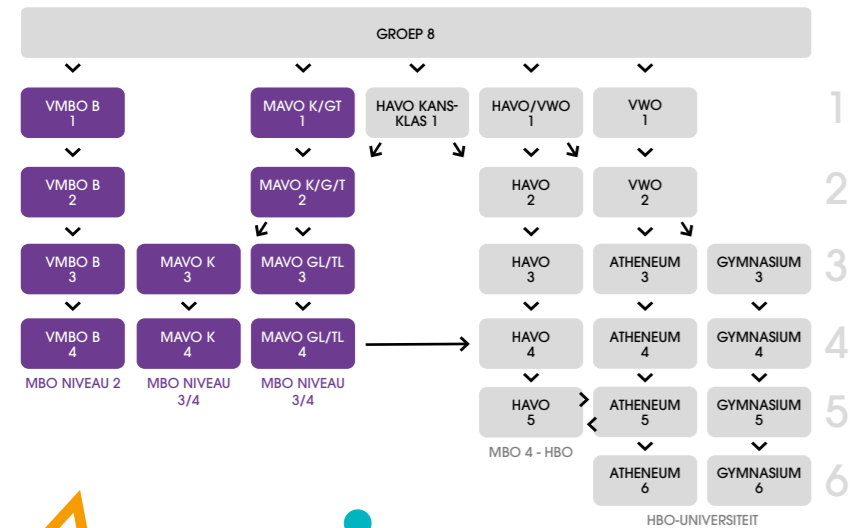 GROEP 8
VMBO B
1
MAVO K/GT
1
HAVO KANS-
KLAS 1
HAVO/VWO
1
VWO
1
1
VMBO B
2
MAVO K/G/T
2
HAVO
2
VWO
2
2
VMBO B
3
MAVO K
3
MAVO GL/TL
3
HAVO
3
ATHENEUM
3
GYMNASIUM
3
3
VMBO B
4
MAVO K
4
MAVO GL/TL
4
HAVO
4
ATHENEUM
4
GYMNASIUM
4
4
MBO NIVEAU 2
MBO NIVEAU
3/4
MBO NIVEAU
3/4
HAVO
5
ATHENEUM
5
GYMNASIUM
5
5
MBO 4 - HBO
ATHENEUM
6
GYMNASIUM
6
6
HBO-UNIVERSITEIT